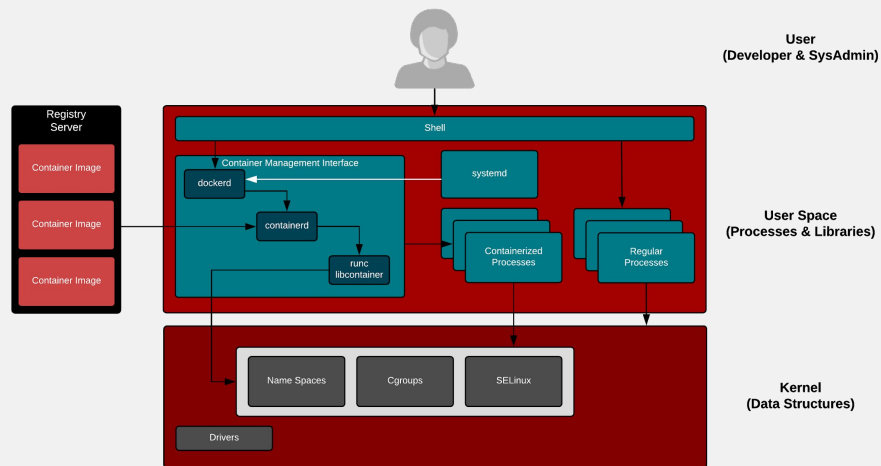 User
(Developer & SysAdmin)
Registry
Server
Container Image
Container Image
Container Image
Shell
Container Management Interface
dockerd
containerd
runc
libcontainer
systemd
Containerized
Processes
Regular
Processes
User Space
(Processes & Libraries)
Name Spaces
Cgroups
SELinux
Drivers
Kernel
(Data Structures)